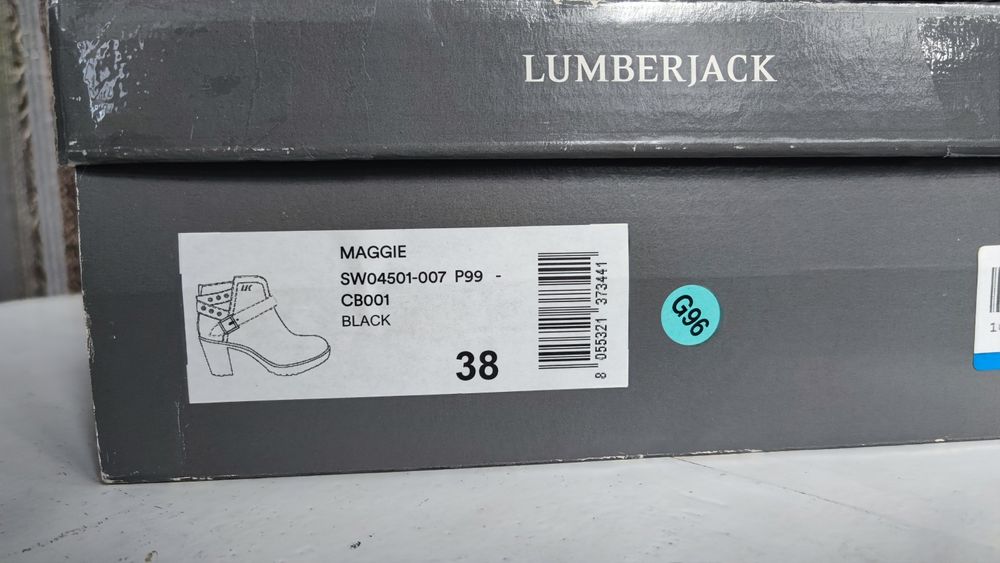 LUMBERJACK
MAGGIE
SW04501-007 P99 -
CB001
BLACK
38
8 055321 373441
G96